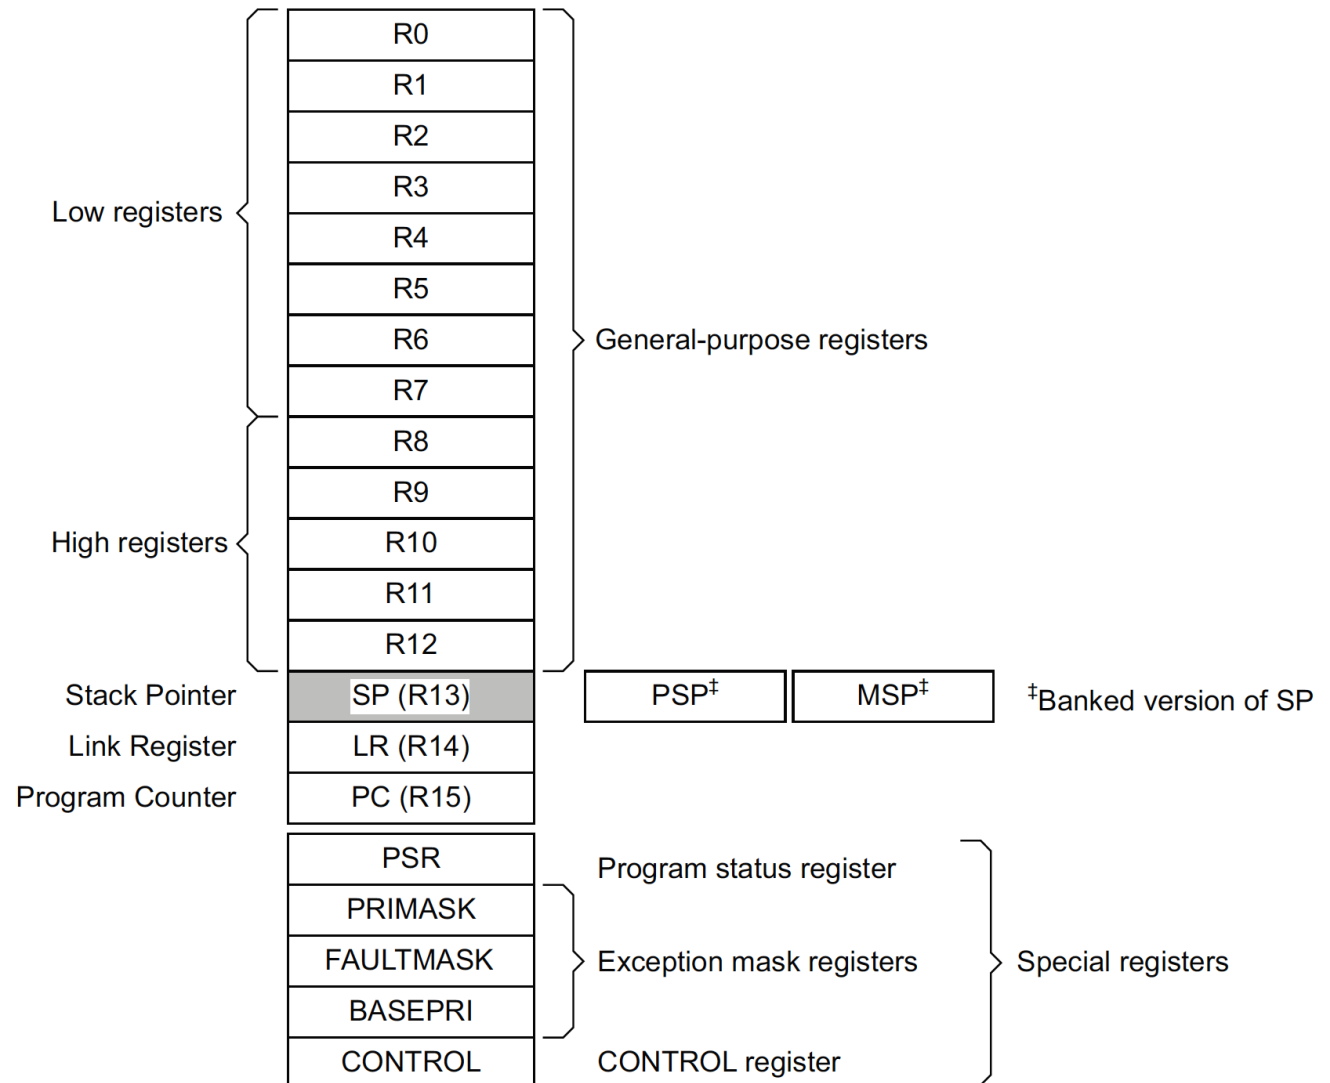 R0
R1
R2
R3
Low registers
R4
R5
R6
General-purpose registers
R7
R8
R9
High registers
R10
R11
R12
Stack Pointer SP (R13) PSP‡ MSP‡ ‡Banked version of SP
Link Register LR (R14)
Program Counter PC (R15)
PSR Program status register
PRIMASK
FAULTMASK Exception mask registers Special registers
BASEPRI
CONTROL CONTROL register